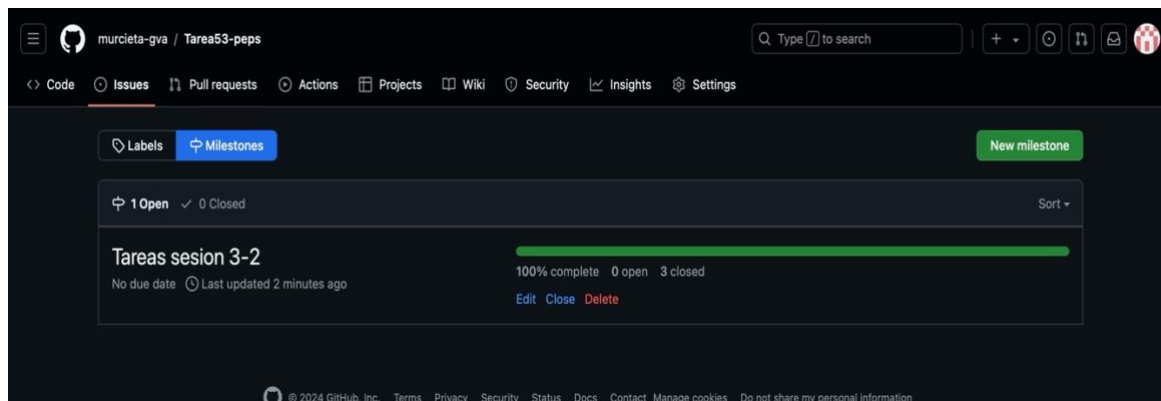 murcieta-gva / Tarea53-peps
Type / to search
Code Issues Pull requests Actions Projects Wiki Security Insights Settings
Labels Milestones
New milestone
1 Open 0 Closed
Sort
Tareas sesion 3-2
No due date Last updated 2 minutes ago
100% complete 0 open 3 closed
Edit Close Delete
© 2024 GitHub, Inc. Terms Privacy Security Status Docs Contact Manage cookies Do not share my personal information